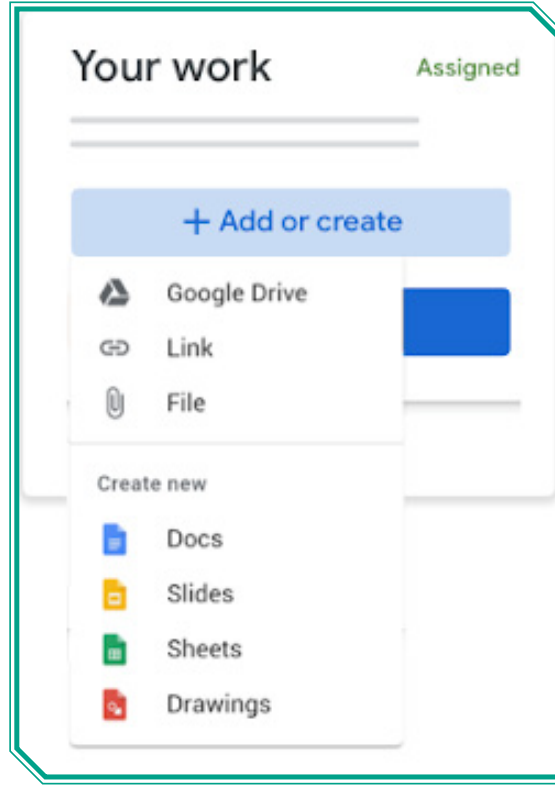 Your work
Assigned
+ Add or create
Google Drive
Link
File
Create new
Docs
Slides
Sheets
Drawings